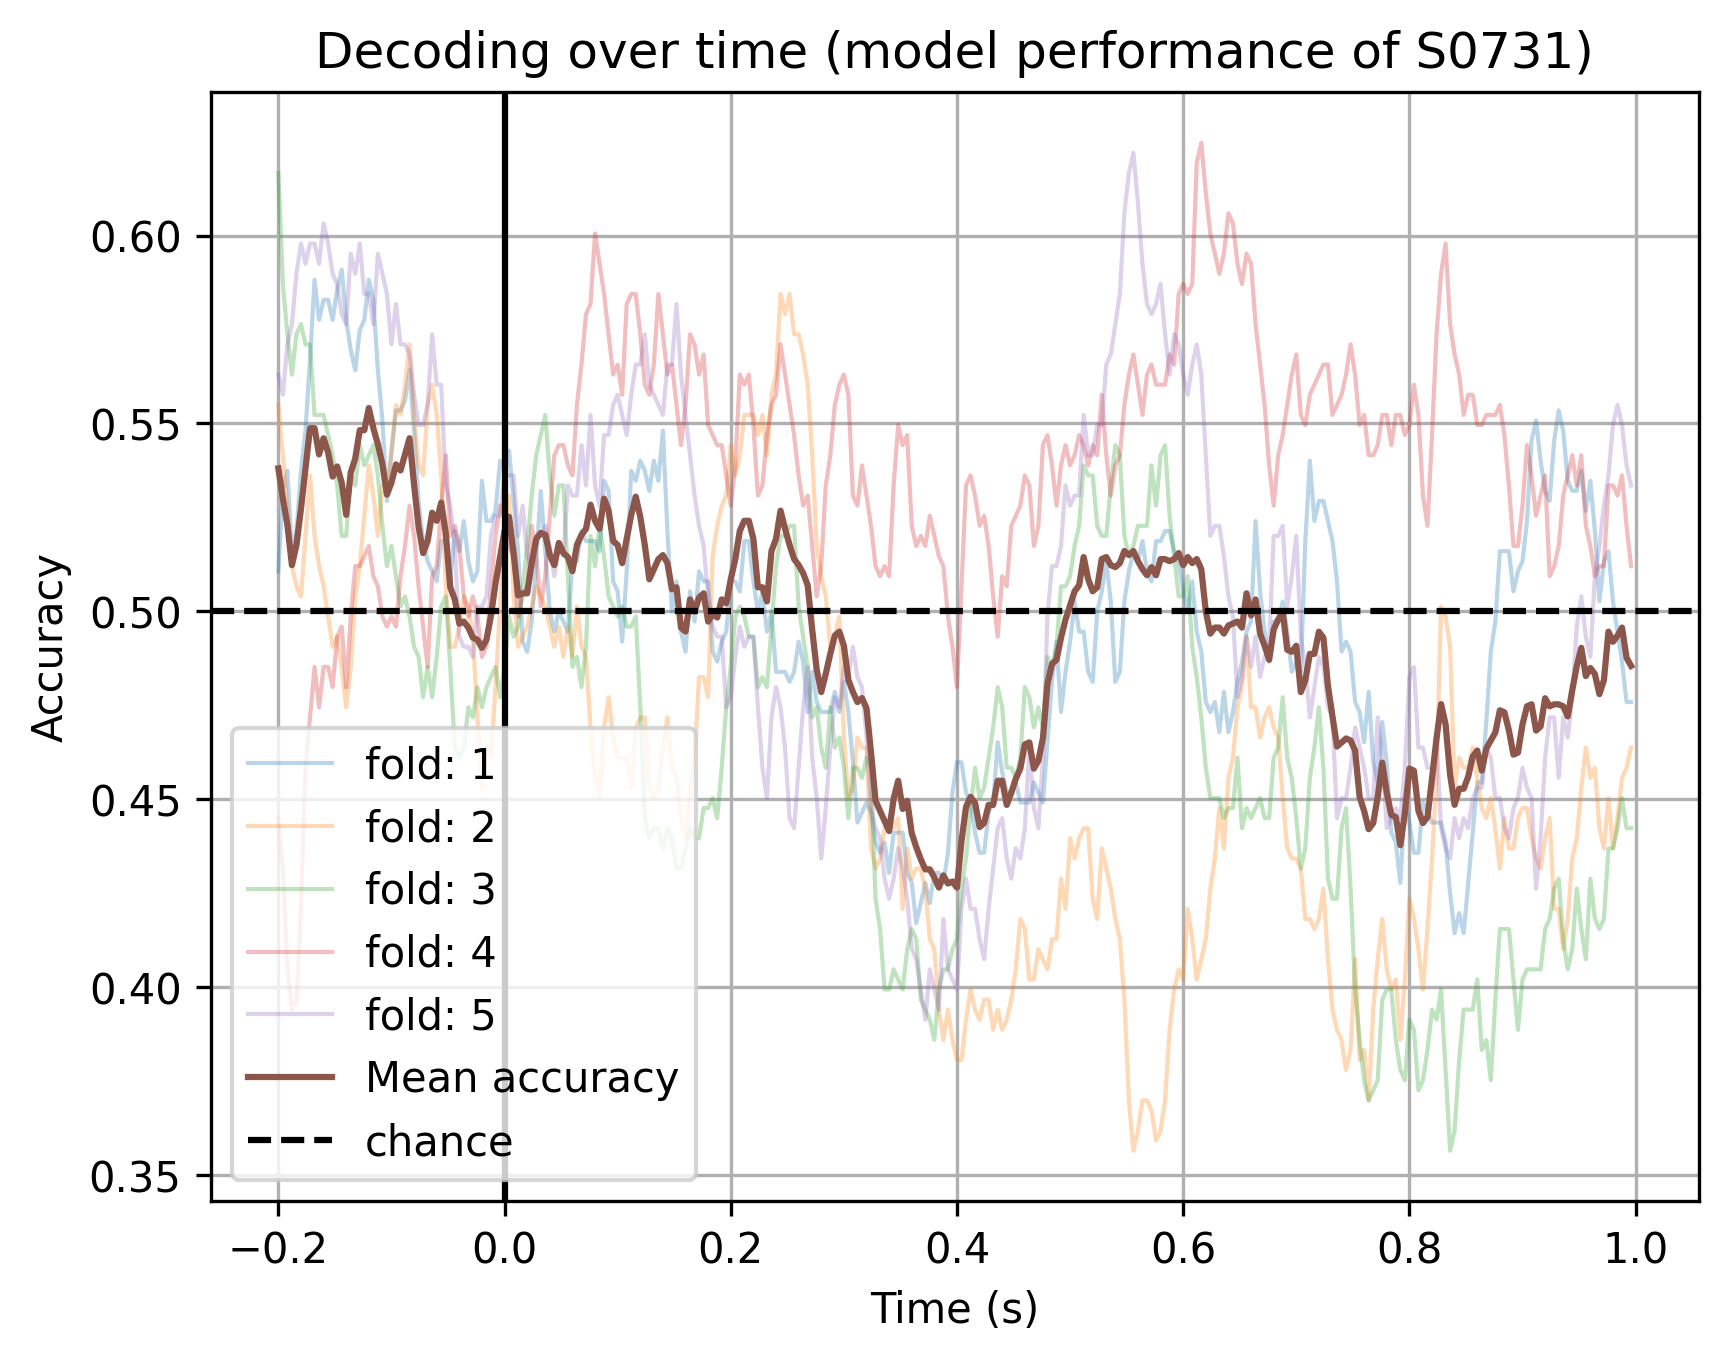 Decoding over time (model performance of S0731)
Accuracy
0.60
0.55
0.50
0.45
0.40
0.35
fold: 1
fold: 2
fold: 3
fold: 4
fold: 5
Mean accuracy
chance
−0.2 0.0 0.2 0.4 0.6 0.8 1.0
Time (s)